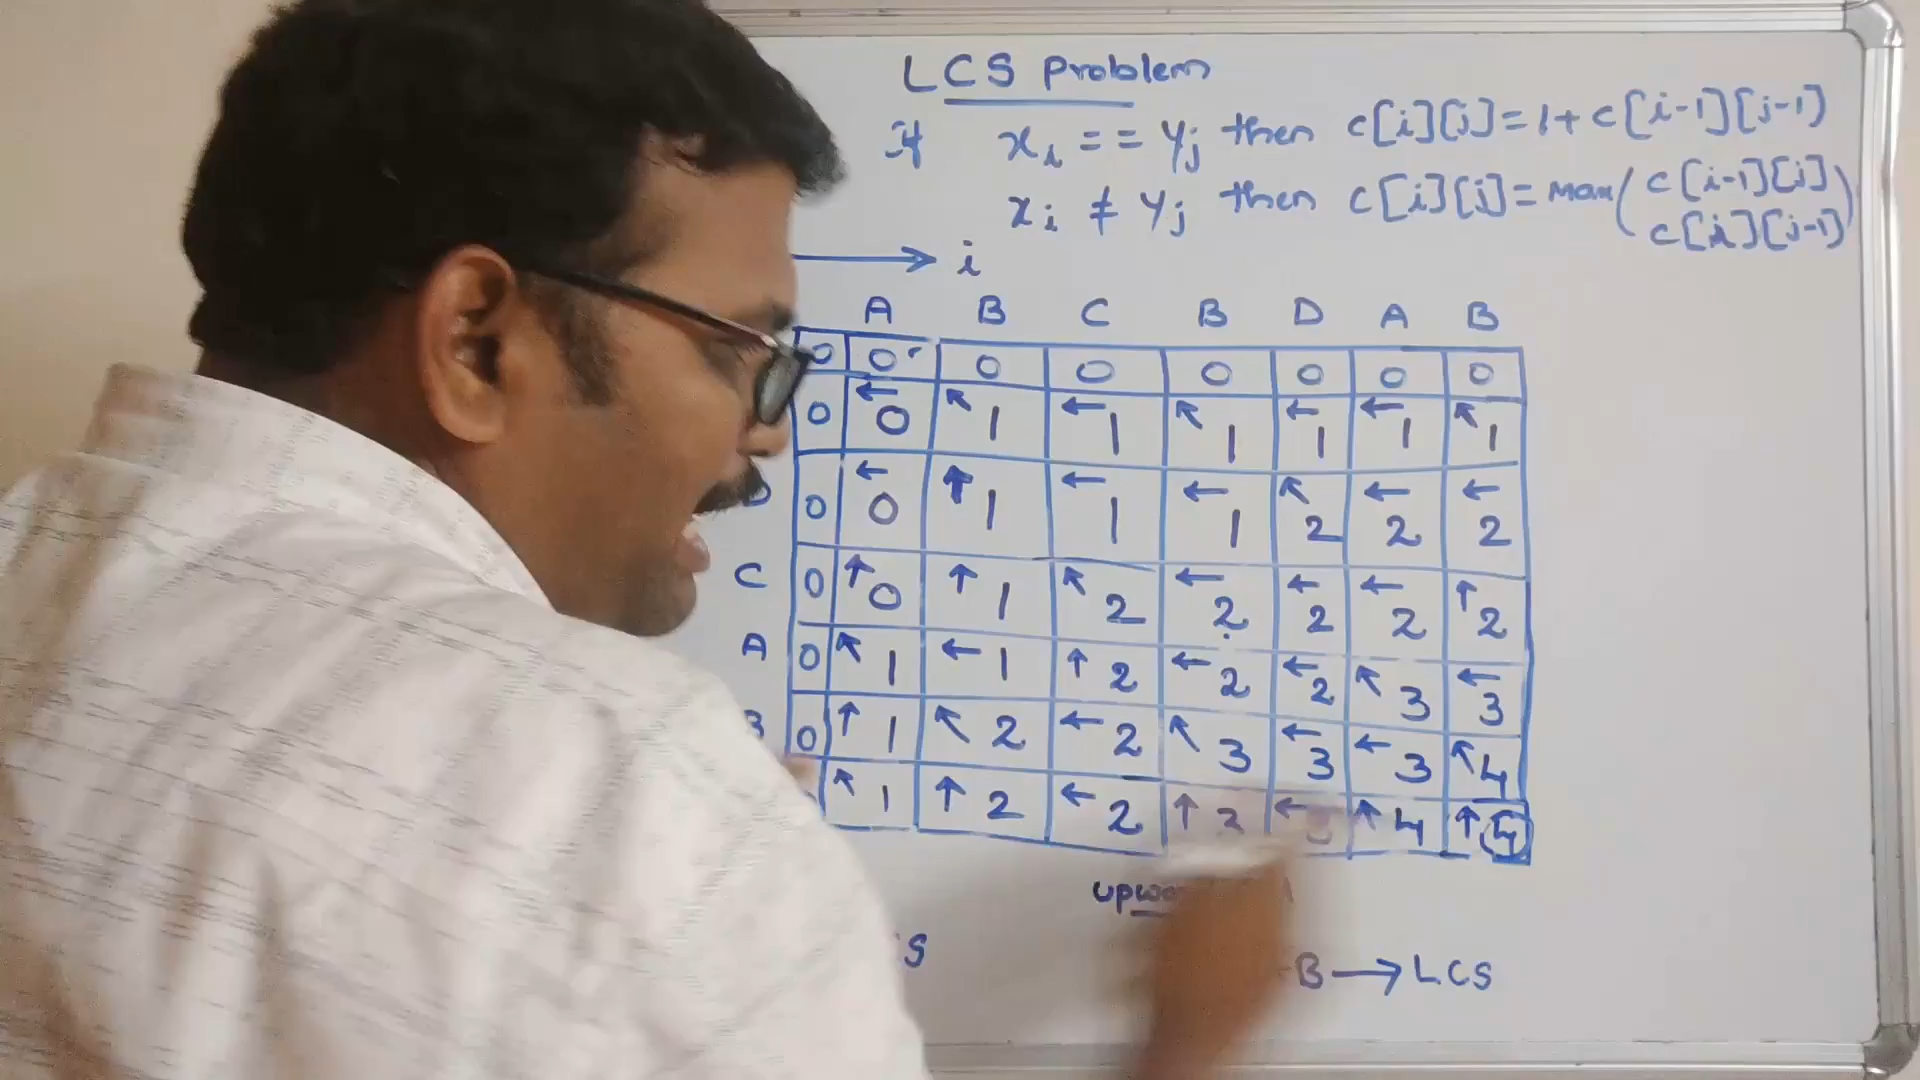 LCS Problem
If xi == yj then c[i][j]=1+c[i-1][j-1]
xi ≠ yj then c[i][j]=max(c[i-1][j]
c[i][j-1])
i
A B C B D A B
0 0 0 0 0 0 0 0
0 ← 0 ↖ 1 ← 1 ↖ 1 ← 1 ← 1 ↖ 1
D 0 ← 0 ↑ 1 ← 1 ← 1 ↖ 2 ← 2 ← 2
C 0 ↑ 0 ↑ 1 ↖ 2 ← 2 ← 2 ← 2 ↑ 2
A 0 ↖ 1 ← 1 ↑ 2 ← 2 ← 2 ↖ 3 ← 3
B 0 ↑ 1 ↖ 2 ← 2 ↖ 3 ← 3 ← 3 ↖ 4
↖ 1 ↑ 2 ← 2 ↑ 3 ← 3 ↖ 4 ↑ 4
S
B → LCS